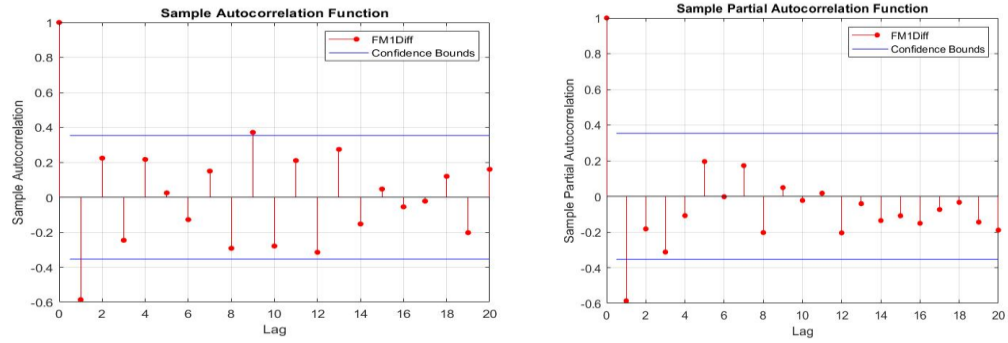 Sample Autocorrelation Function
1
0.8
0.6
0.4
0.2
0
-0.2
-0.4
-0.6
Sample Autocorrelation
0 2 4 6 8 10 12 14 16 18 20
Lag
FM1Diff
Confidence Bounds
Sample Partial Autocorrelation Function
1
0.8
0.6
0.4
0.2
0
-0.2
-0.4
-0.6
Sample Partial Autocorrelation
0 2 4 6 8 10 12 14 16 18 20
Lag
FM1Diff
Confidence Bounds